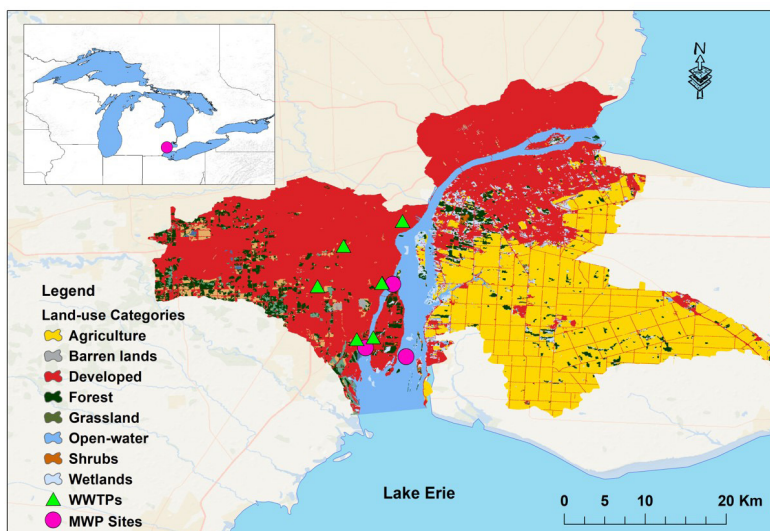 N
Legend
Land-use Categories
Agriculture
Barren lands
Developed
Forest
Grassland
Open-water
Shrubs
Wetlands
WWTPs
MWP Sites
Lake Erie
0 5 10 20 Km